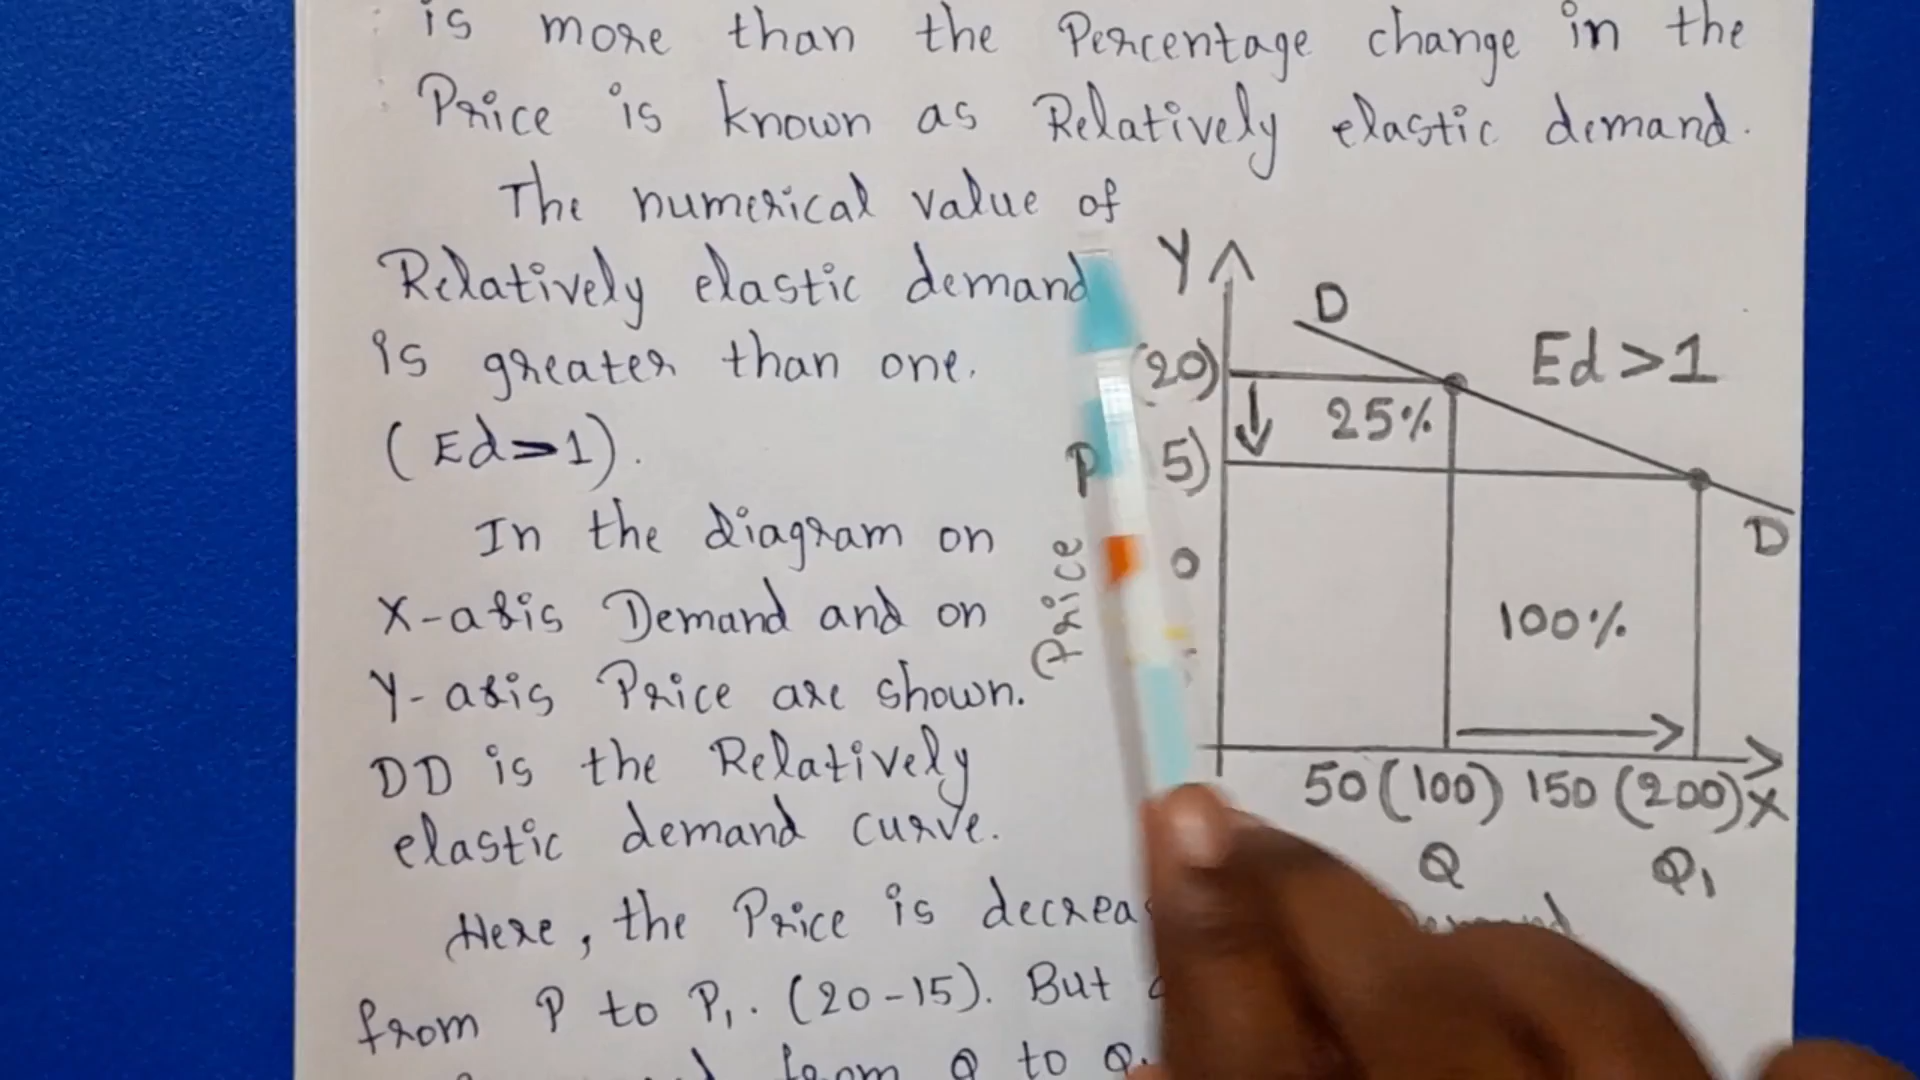 is more than the Percentage change in the
Price is known as Relatively elastic demand.
The numerical value of
Relatively elastic demand
is greater than one.
(Ed>1).
In the diagram on
X-axis Demand and on
Y-axis Price are shown.
DD is the Relatively
elastic demand curve.
Here, the Price is
from P to P₁. (20-15). But
from Q to
Y
D
Ed>1
(20)
25%
P
5)
D
Price
0
100%
50 (100) 150 (200) X
Q Q₁